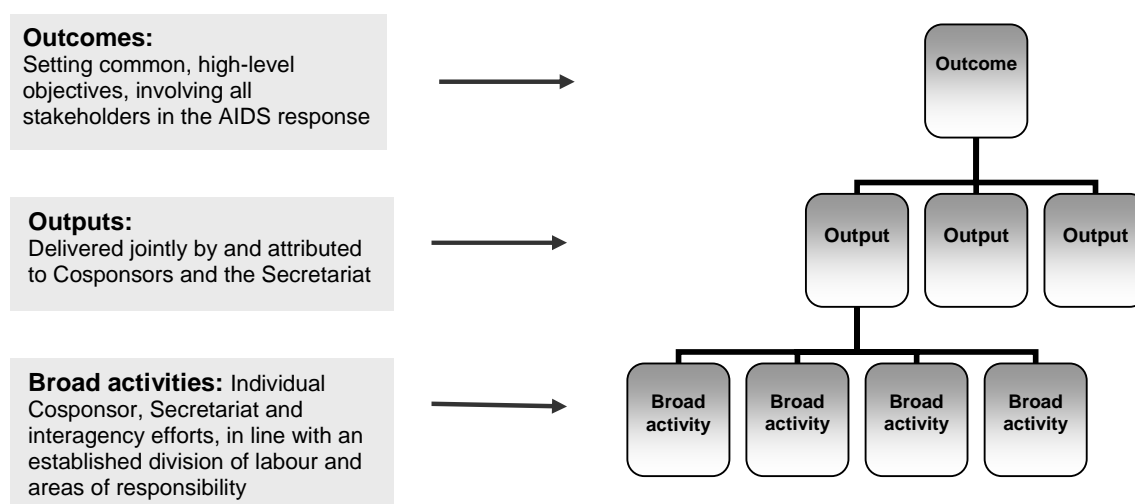 Outcomes:
Setting common, high-level
objectives, involving all
stakeholders in the AIDS response
Outcome
Outputs:
Delivered jointly by and attributed
to Cosponsors and the Secretariat
Output
Output
Output
Broad activities: Individual
Cosponsor, Secretariat and
interagency efforts, in line with an
established division of labour and
areas of responsibility
Broad
activity
Broad
activity
Broad
activity
Broad
activity